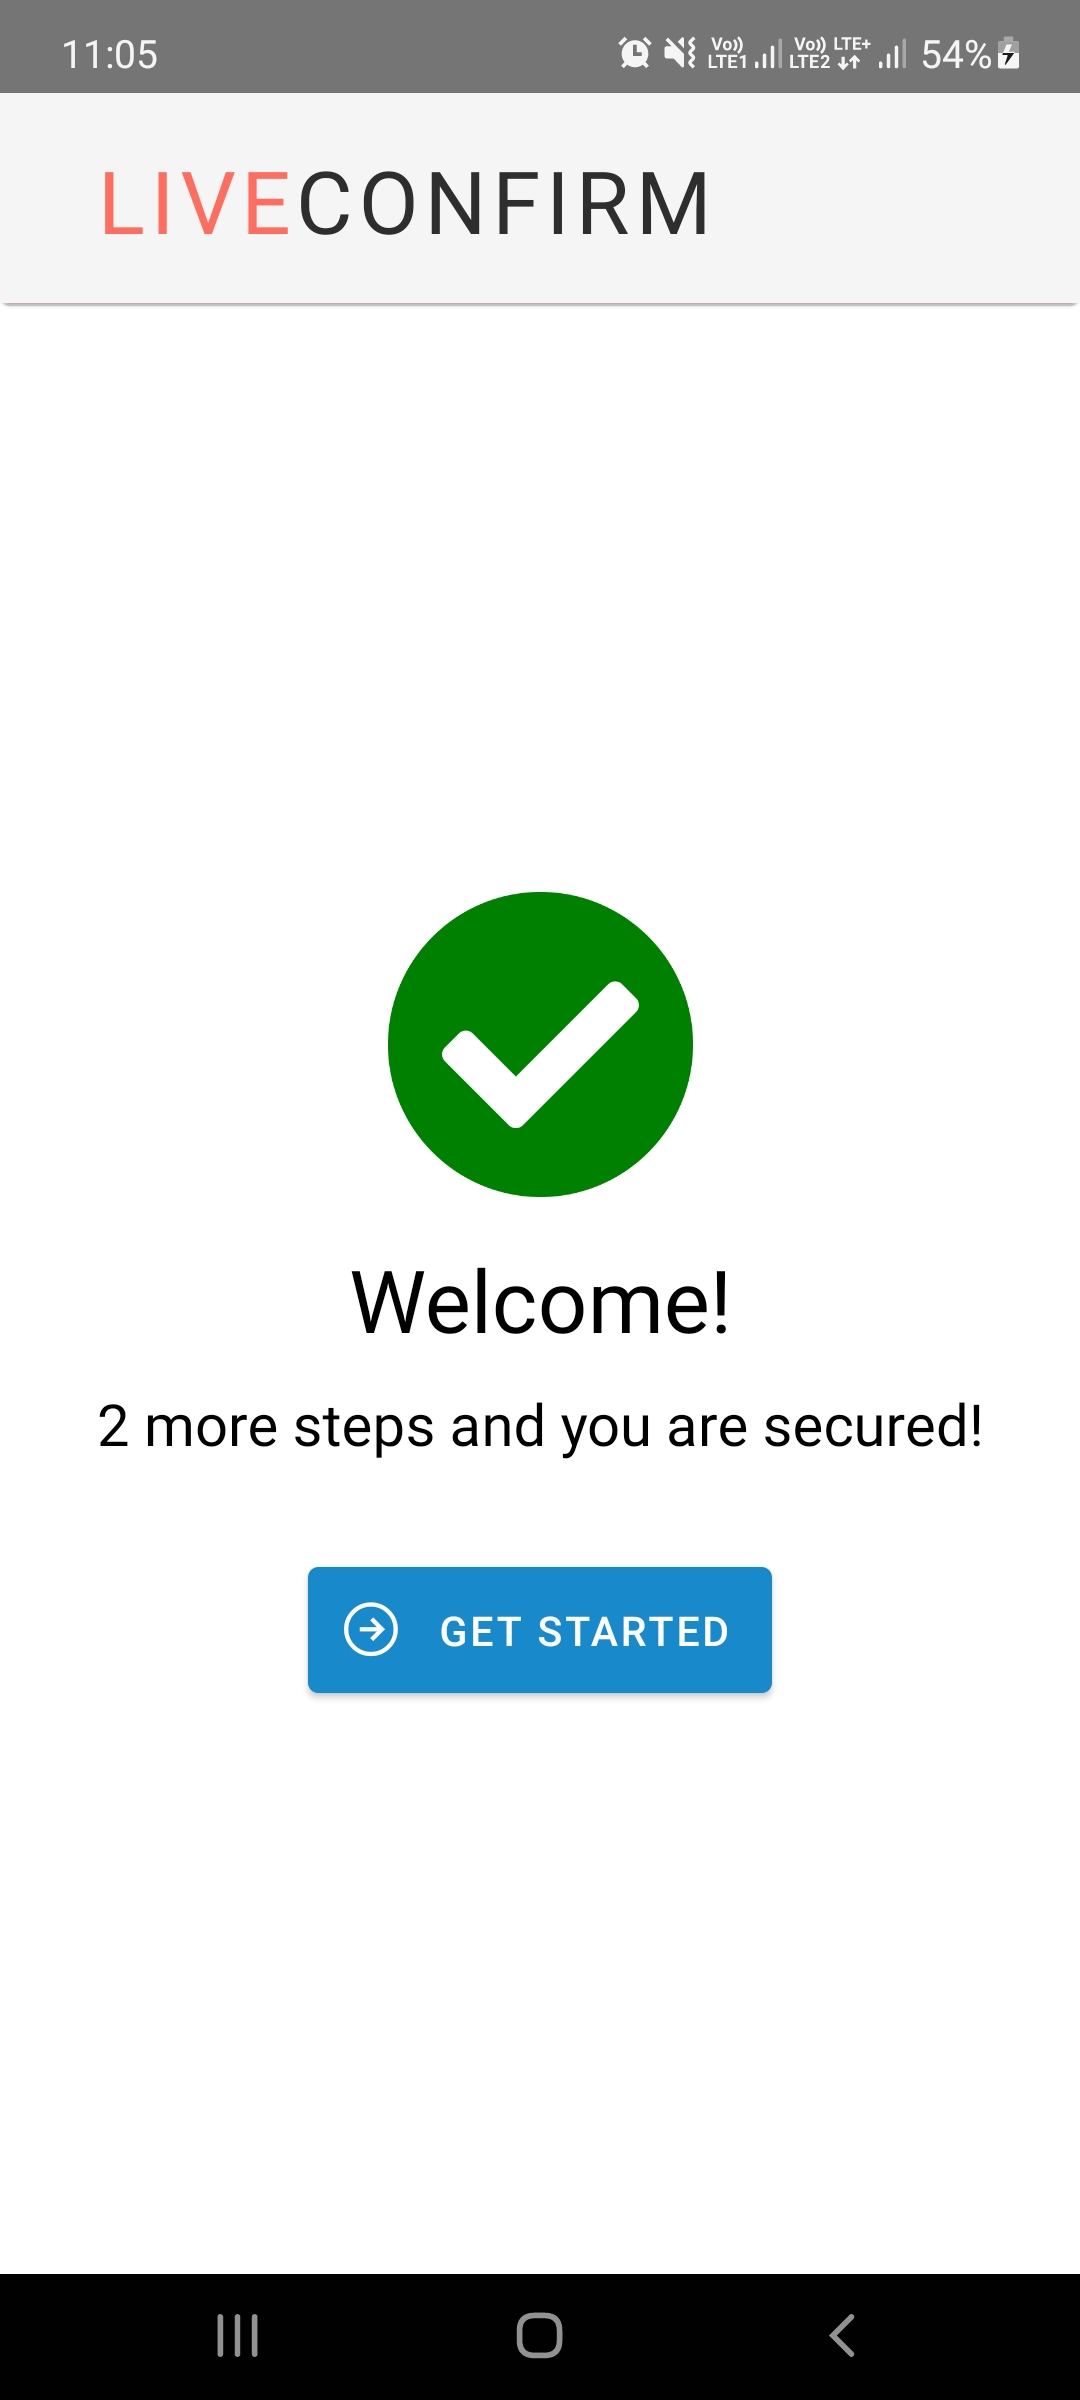 11:05
Vo)) LTE1 Vo)) LTE2 LTE+ 54%
LIVECONFIRM
Welcome!
2 more steps and you are secured!
GET STARTED